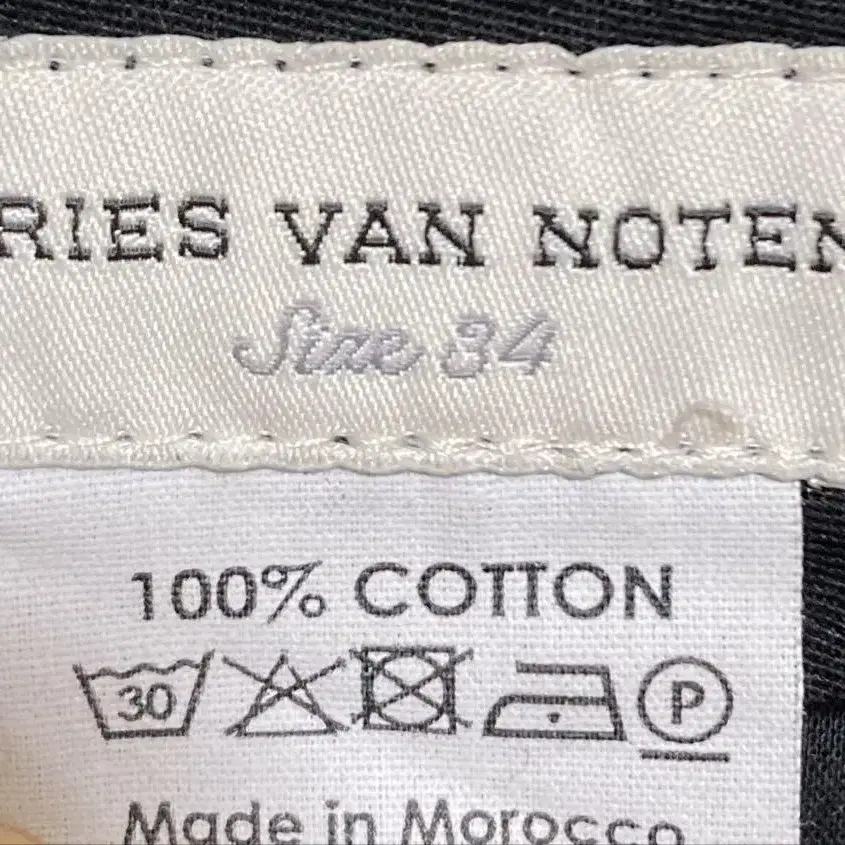 RIES VAN NOTEN
Size 34
100% COTTON
30 P
Made in Morocco